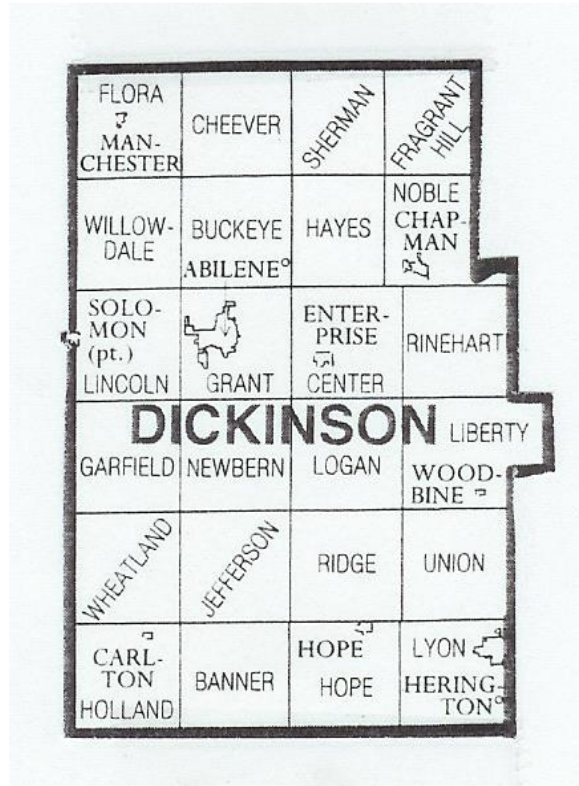 FLORA
MAN-
CHESTER
CHEEVER
SHERMAN
FRAGRANT
HILL
WILLOW-
DALE
BUCKEYE
ABILENE°
HAYES
NOBLE
CHAP-
MAN
SOLO-
MON
(pt.)
LINCOLN
GRANT
ENTER-
PRISE
CENTER
RINEHART
DICKINSON
GARFIELD
NEWBERN
LOGAN
LIBERTY
WOOD-
BINE
WHEATLAND
JEFFERSON
RIDGE
UNION
CARL-
TON
HOLLAND
BANNER
HOPE
HOPE
LYON
HERING-
TON°